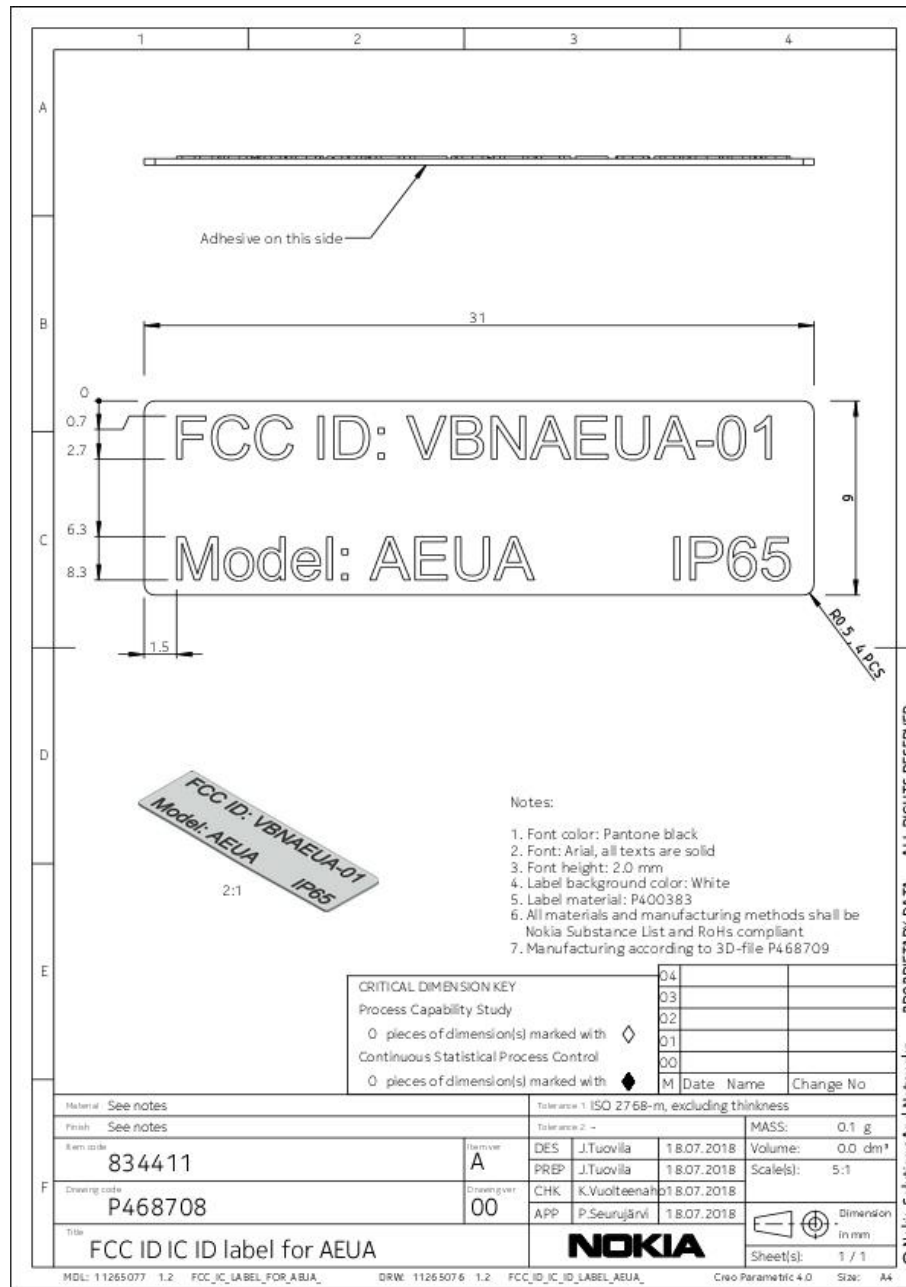 1 2 3 4
A
Adhesive on this side
B
31
0
0.7
2.7
6.3
8.3
FCC ID: VBNAEUA-01
9
C
Model: AEUA IP65
1.5
R0.5, 4 PCS
D
FCC ID: VBNAEUA-01
Model: AEUA
IP65
2:1
Notes:
1. Font color: Pantone black
2. Font: Arial, all texts are solid
3. Font height: 2.0 mm
4. Label background color: White
5. Label material: P400383
6. All materials and manufacturing methods shall be
Nokia Substance List and RoHs compliant
7. Manufacturing according to 3D-file P468709
E
CRITICAL DIMENSION KEY
Process Capability Study
0 pieces of dimension(s) marked with
Continuous Statistical Process Control
0 pieces of dimension(s) marked with
04
03
02
01
00
M Date Name Change No
Material See notes
Tolerance 1 ISO 2768-m, excluding thinkness
Finish See notes
Tolerance 2 -
MASS: 0.1 g
Item code
834411
Item ver
A
DES J.Tuovila 18.07.2018
Volume: 0.0 dm³
PREP J.Tuovila 18.07.2018
Scale(s): 5:1
F
Drawing code
P468708
Drawing ver
00
CHK K.Vuolteenaho 18.07.2018
APP P.Seurujärvi 18.07.2018
Dimension
in mm
Title
FCC ID IC ID label for AEUA
NOKIA
Sheet(s): 1 / 1
MDL: 11265077 1.2 FCC_IC_LABEL_FOR_AEUA_ DRW: 11265076 1.2 FCC_ID_IC_ID_LABEL_AEUA_ Creo Parametric 4.0 Size: A4
PROPRIETARY DATA ALL RIGHTS RESERVED